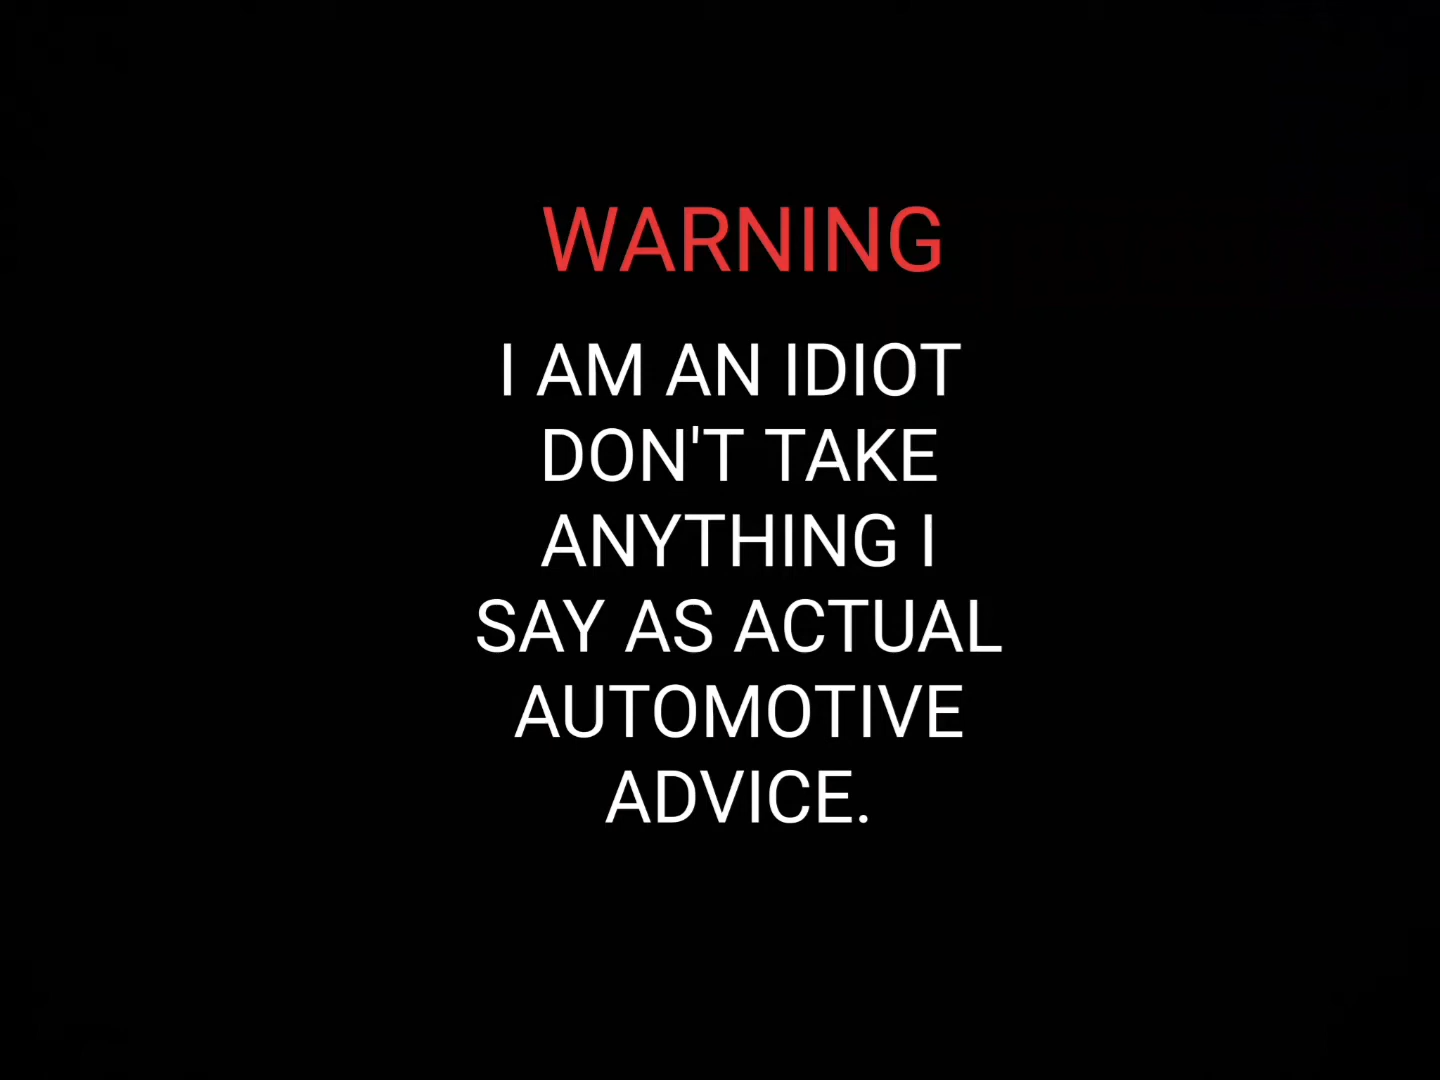 WARNING
I AM AN IDIOT
DON'T TAKE
ANYTHING I
SAY AS ACTUAL
AUTOMOTIVE
ADVICE.